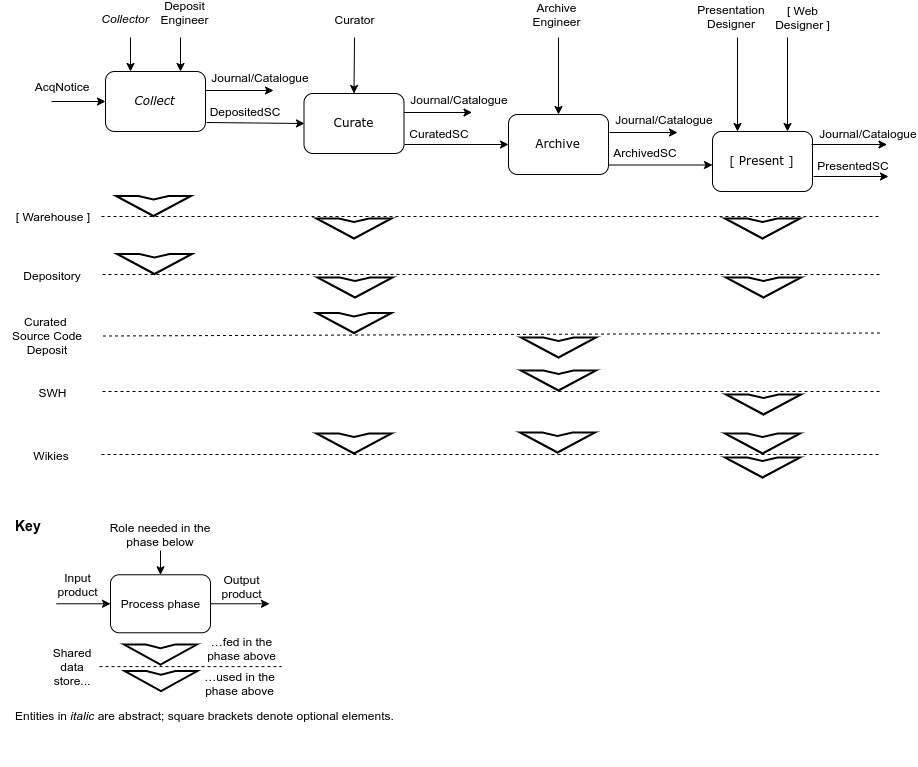 Collector
Deposit
Engineer
Curator
Archive
Engineer
Presentation
Designer
[ Web
Designer ]
AcqNotice
Collect
Journal/Catalogue
DepositedSC
Curate
Journal/Catalogue
CuratedSC
Archive
Journal/Catalogue
ArchivedSC
[ Present ]
Journal/Catalogue
PresentedSC
[ Warehouse ]
Depository
Curated
Source Code
Deposit
SWH
Wikies
Key
Role needed in the
phase below
Input
product
Process phase
Output
product
Shared
data
store...
...fed in the
phase above
...used in the
phase above
Entities in italic are abstract; square brackets denote optional elements.